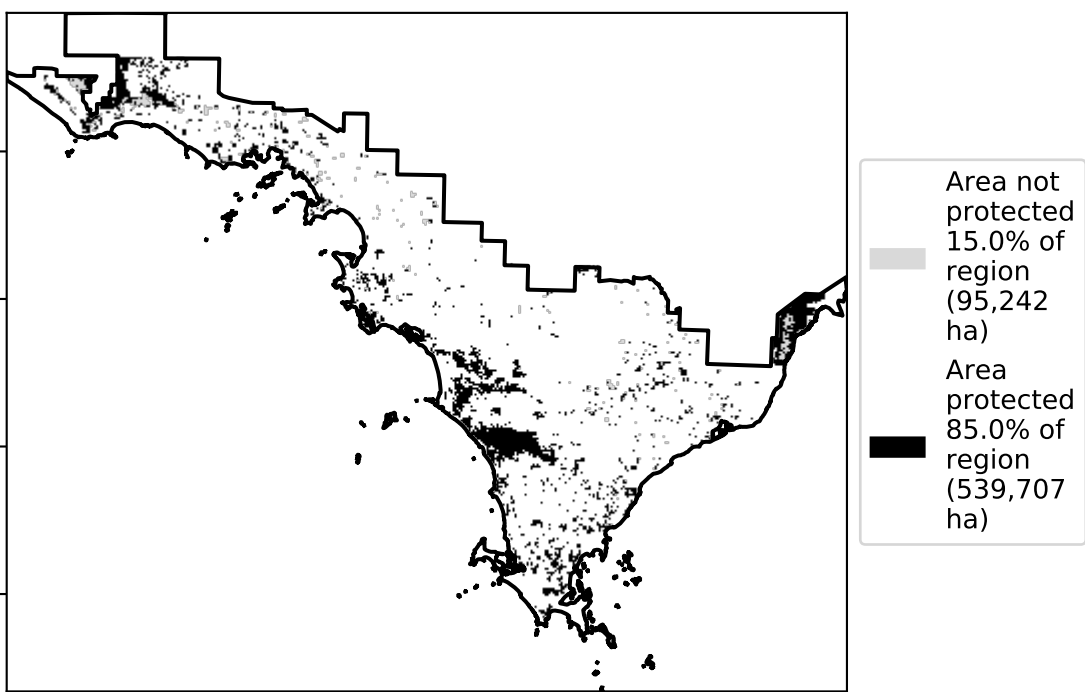 Area not
protected
15.0% of
region
(95,242
ha)
Area
protected
85.0% of
region
(539,707
ha)